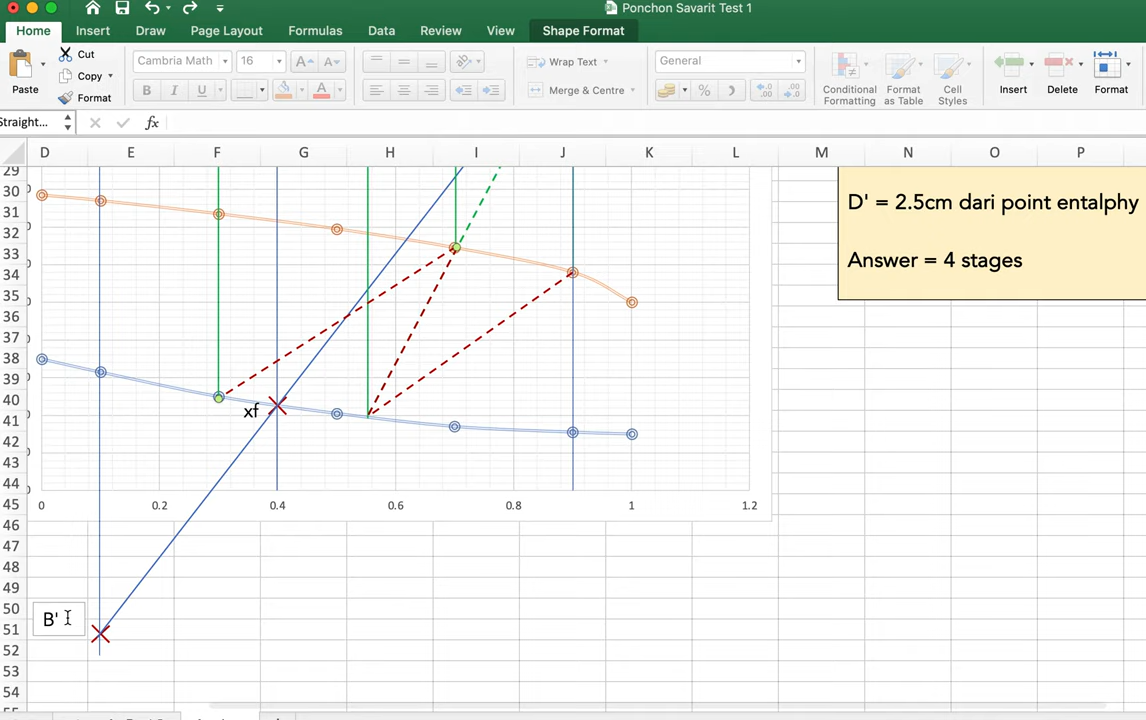 Ponchon Savarit Test 1
Home Insert Draw Page Layout Formulas Data Review View Shape Format
Paste
Cut
Copy
Format
Cambria Math 16 A A
B I U A
Wrap Text
Merge & Centre
General
%
Conditional Formatting
Format as Table
Cell Styles
Insert
Delete
Format
Straight... fx
D E F G H I J K L M N O P
29
30
31
32
33
34
35
36
37
38
39
40
41
42
43
44
45
46
47
48
49
50
51
52
53
54
D' = 2.5cm dari point entalphy
Answer = 4 stages
xf
0 0.2 0.4 0.6 0.8 1 1.2
B'